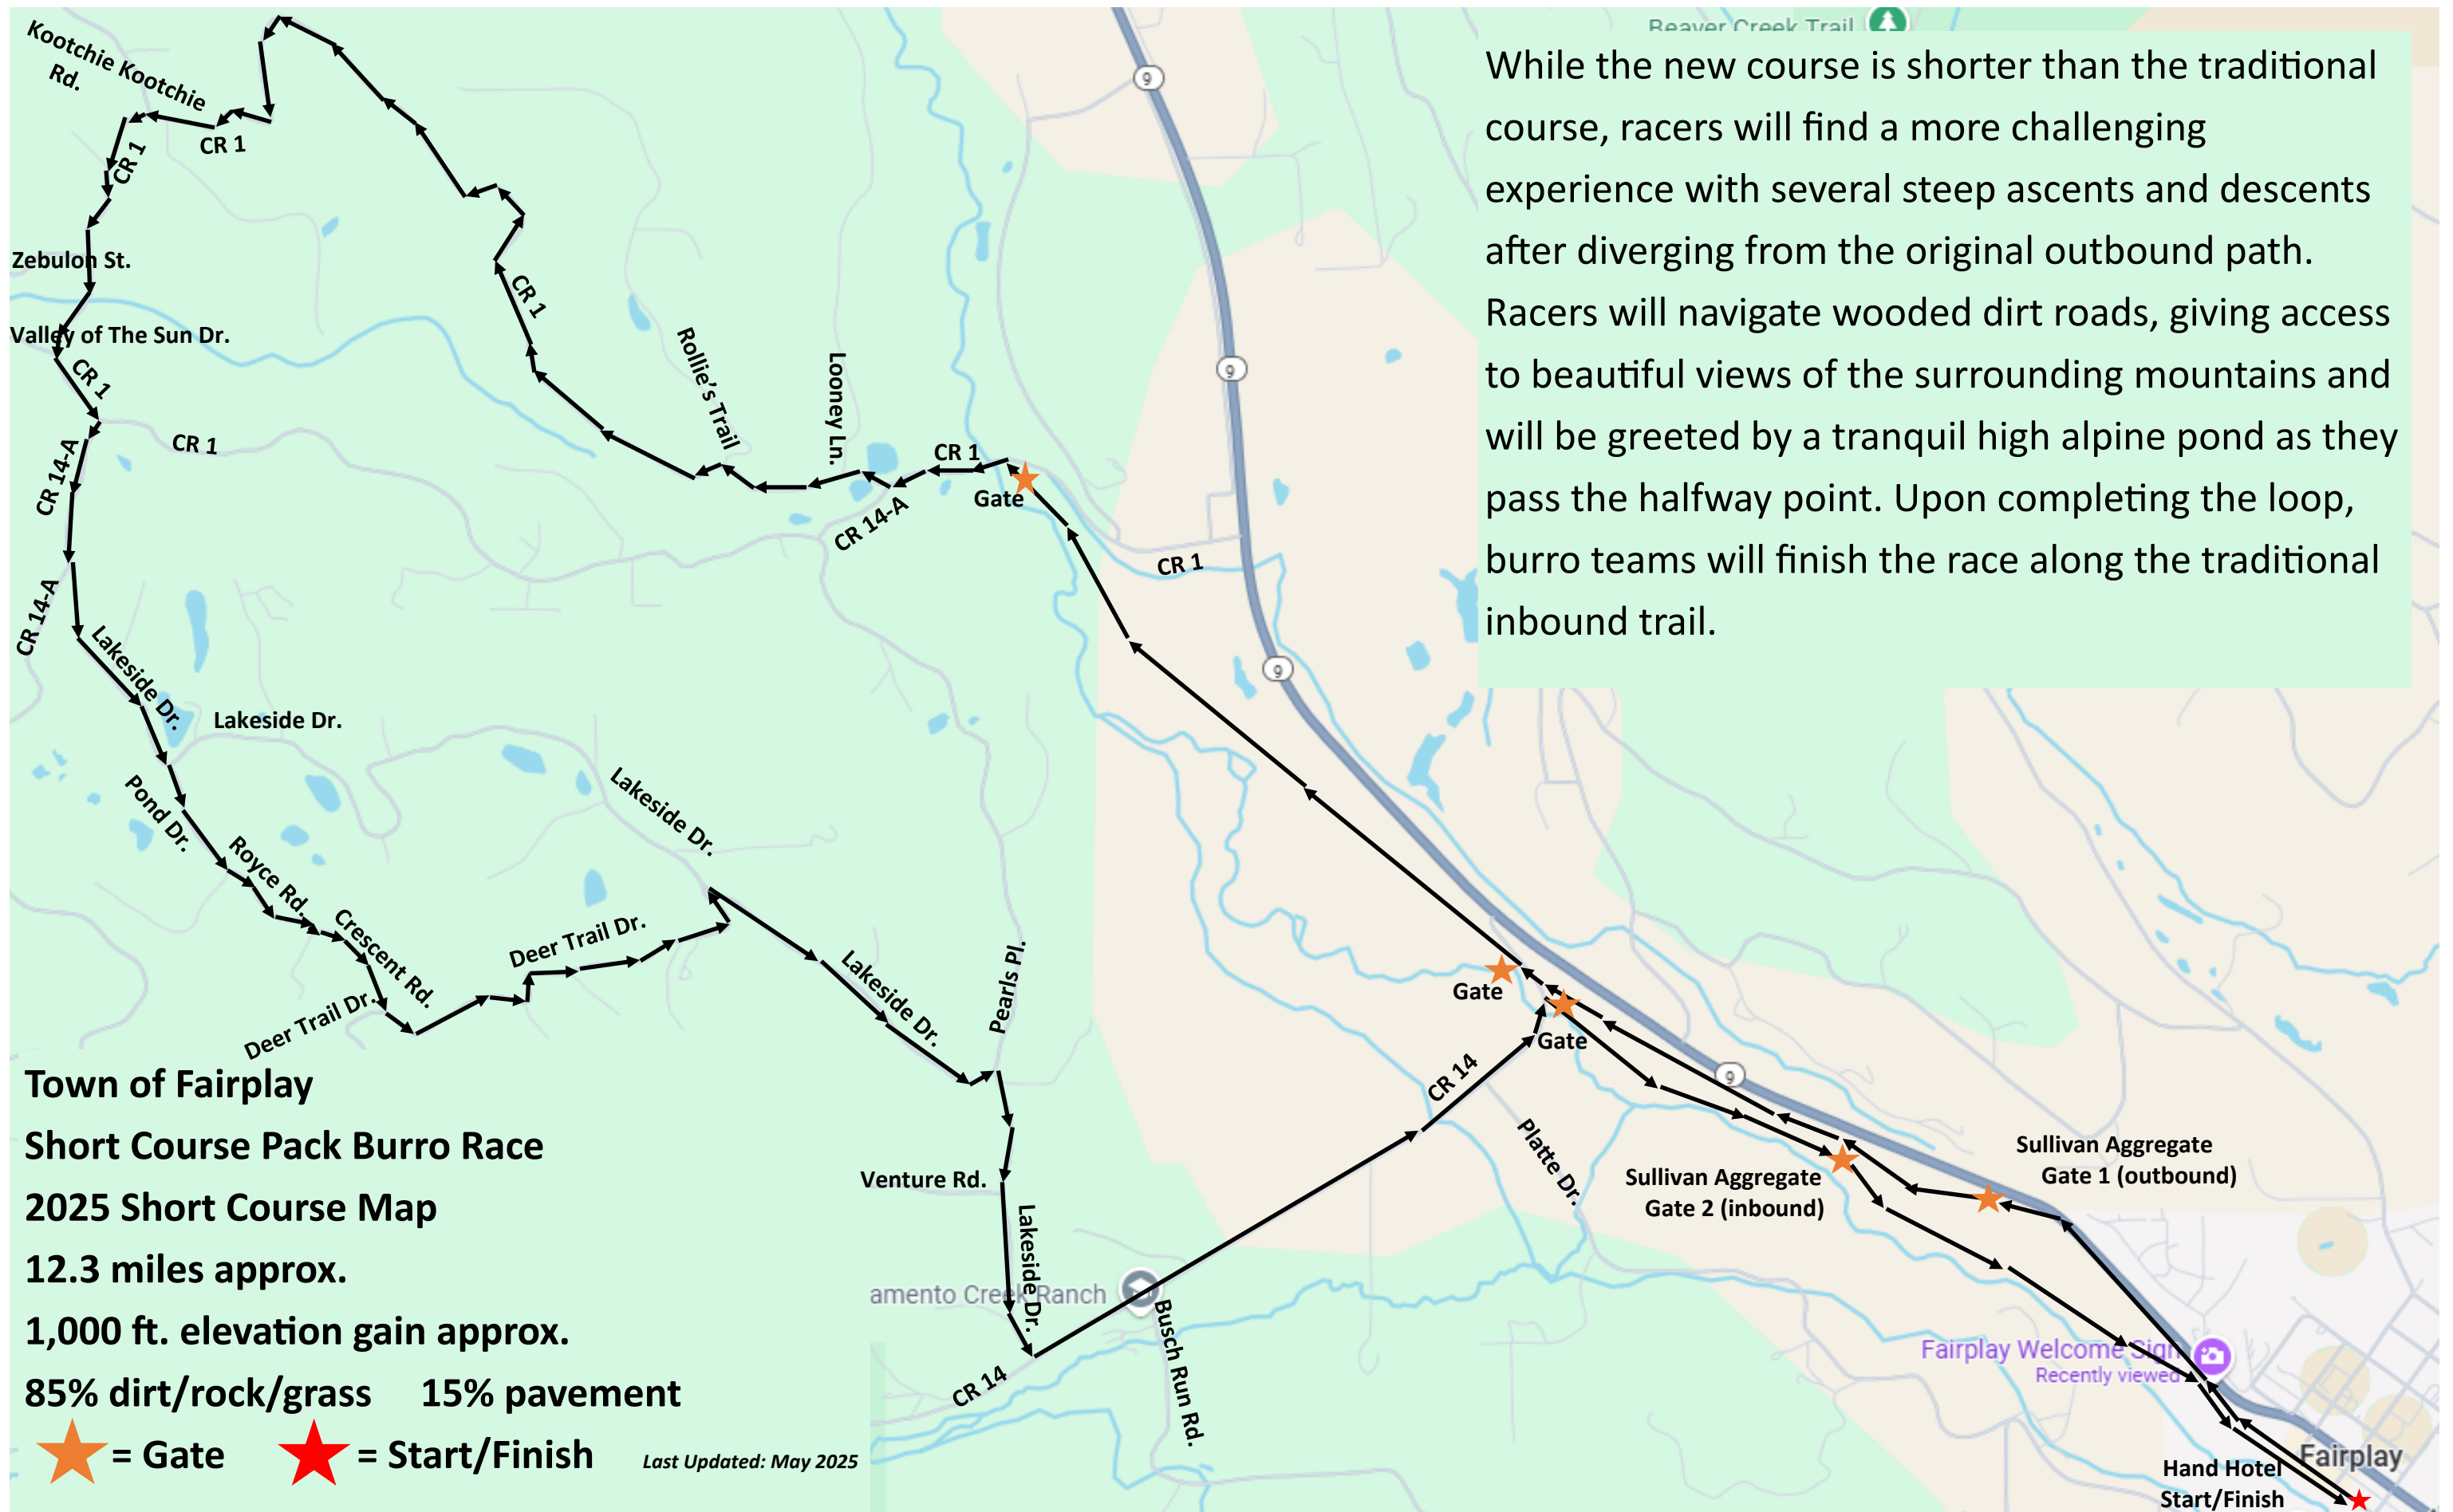 Beaver Creek Trail
While the new course is shorter than the traditional
course, racers will find a more challenging
experience with several steep ascents and descents
after diverging from the original outbound path.
Racers will navigate wooded dirt roads, giving access
to beautiful views of the surrounding mountains and
will be greeted by a tranquil high alpine pond as they
pass the halfway point. Upon completing the loop,
burro teams will finish the race along the traditional
inbound trail.
Kootchie Kootchie
Rd.
CR 1
CR 1
Zebulon St.
Valley of The Sun Dr.
CR 1
CR 1
CR 14-A
CR 14-A
CR 1
Rollie's Trail
Looney Ln.
CR 1
Gate
CR 14-A
CR 1
9
9
9
9
Lakeside Dr.
Lakeside Dr.
Pond Dr.
Royce Rd.
Crescent Rd.
Deer Trail Dr.
Deer Trail Dr.
Lakeside Dr.
Lakeside Dr.
Pearls Pl.
Venture Rd.
Lakeside Dr.
amento Creek Ranch
Busch Run Rd.
CR 14
CR 14
Platte Dr.
Gate
Gate
Sullivan Aggregate
Gate 2 (inbound)
Sullivan Aggregate
Gate 1 (outbound)
Fairplay Welcome Sign
Recently viewed
Fairplay
Hand Hotel
Start/Finish
Town of Fairplay
Short Course Pack Burro Race
2025 Short Course Map
12.3 miles approx.
1,000 ft. elevation gain approx.
85% dirt/rock/grass 15% pavement
= Gate = Start/Finish
Last Updated: May 2025